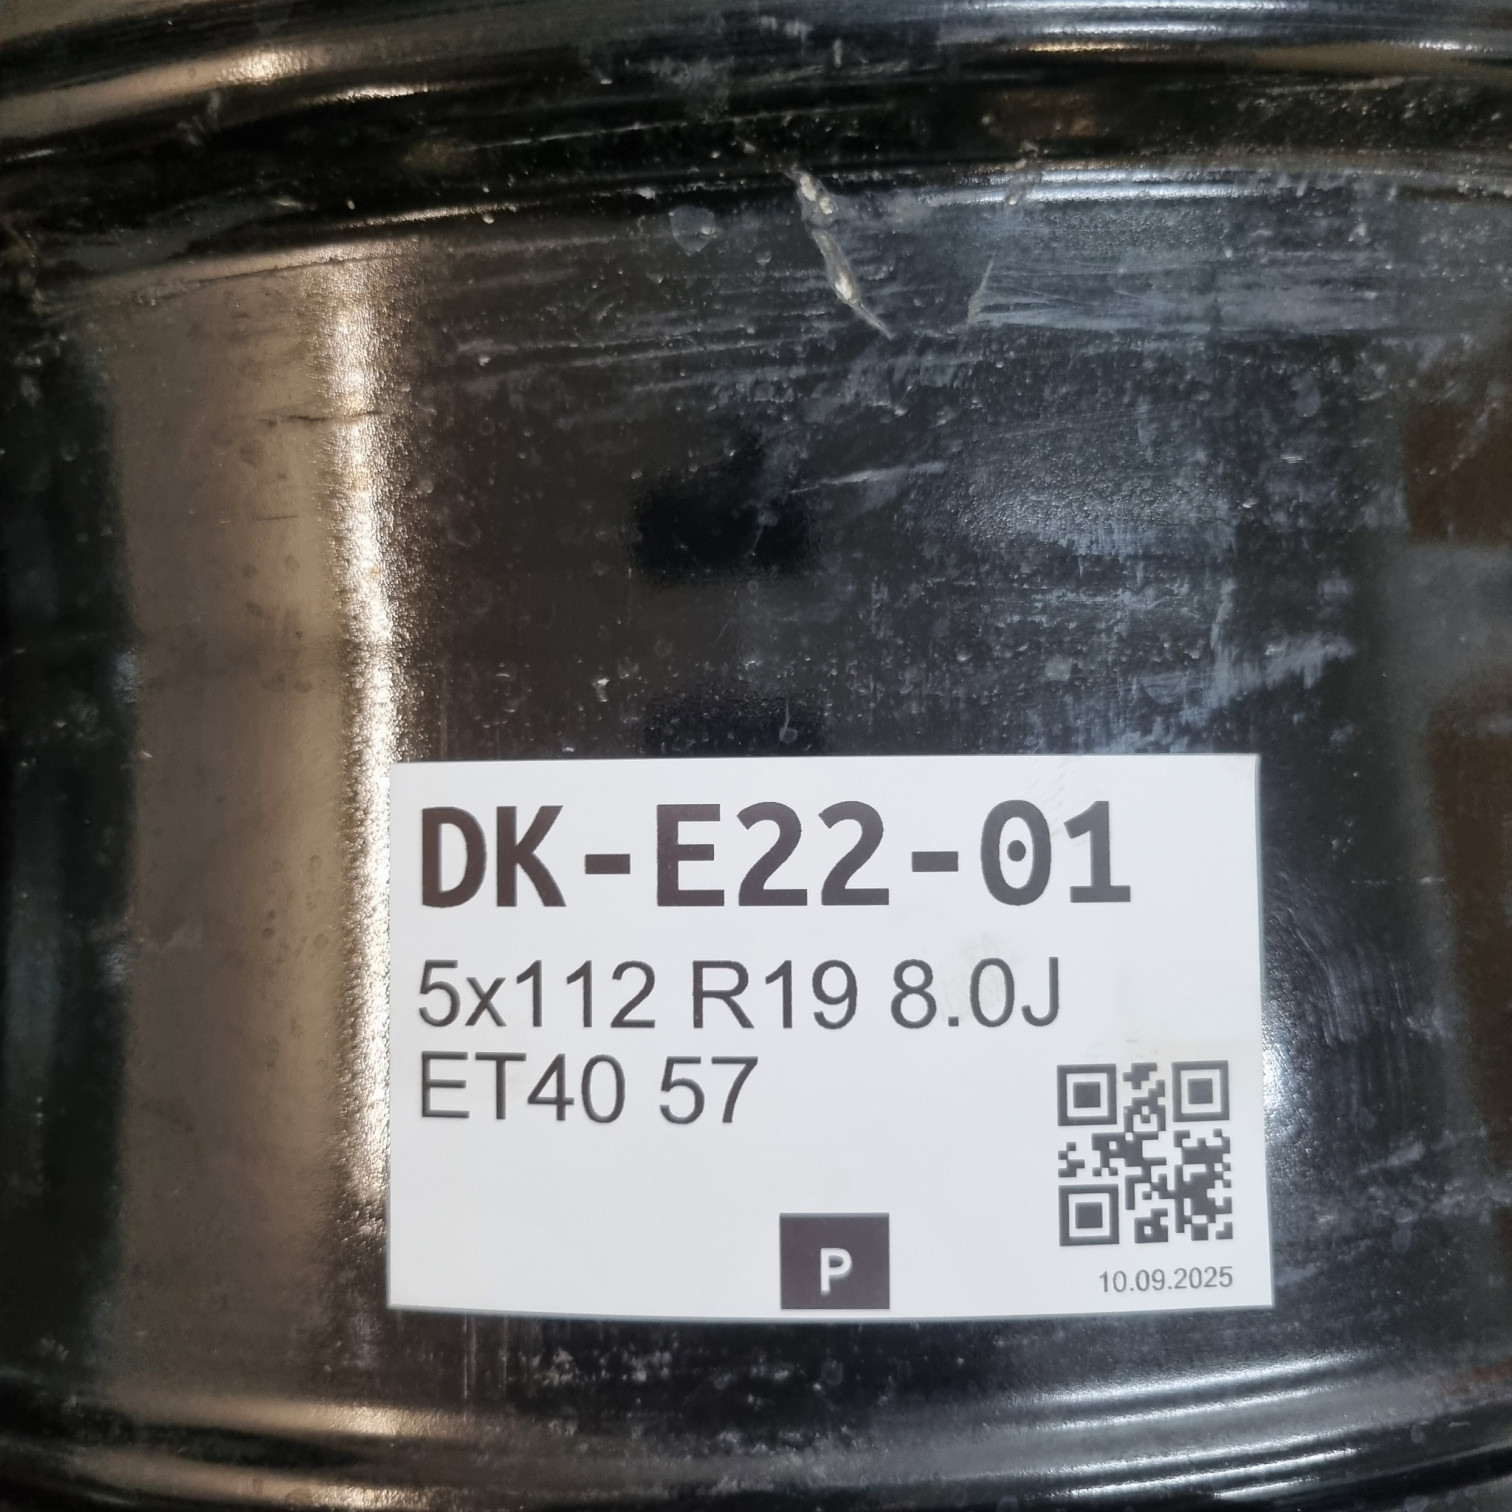 DK-E22-01
5x112 R19 8.0J
ET40 57
P
10.09.2025